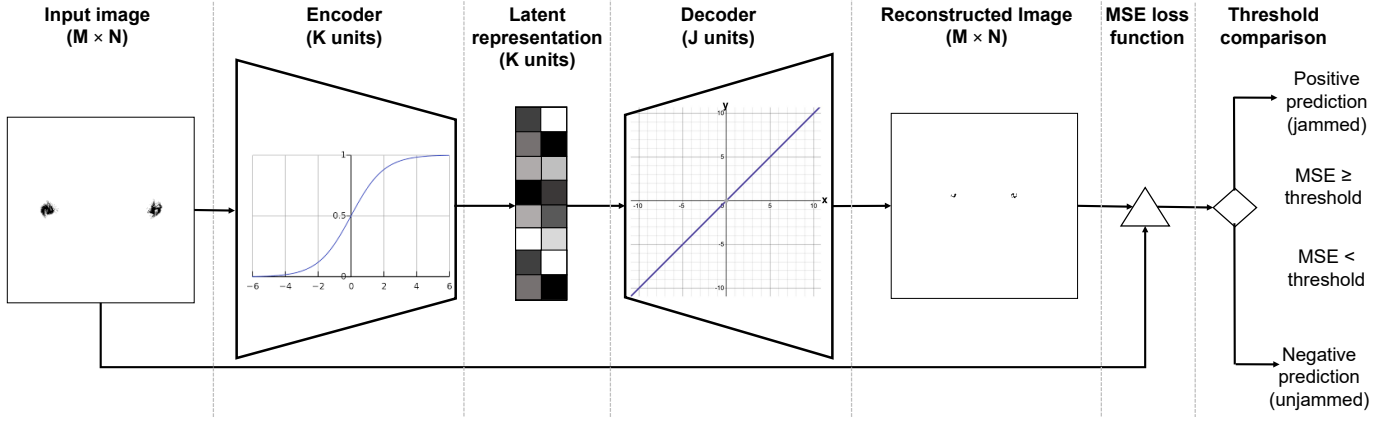 Input image
(M × N)
Encoder
(K units)
Latent
representation
(K units)
Decoder
(J units)
Reconstructed Image
(M × N)
MSE loss
function
Threshold
comparison
1
0.5
0
−6 −4 −2 0 2 4 6
y
10
5
x
-10 -5 0 5 10
-5
-10
Positive
prediction
(jammed)
MSE ≥
threshold
MSE <
threshold
Negative
prediction
(unjammed)